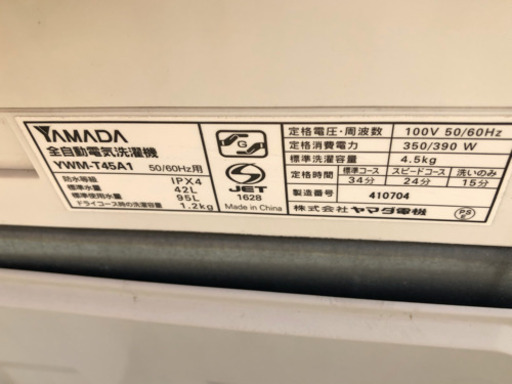 YAMADA
全自動電気洗濯機
YWM-T45A1 50/60Hz用
防水等級 IPX4
標準水量 42L
標準使用水量 95L
ドライコース時の洗濯容量 1.2kg
G
JET
1628
Made in China
定格電圧・周波数 100V 50/60Hz
定格消費電力 350/390 W
標準洗濯容量 4.5kg
定格時間 標準コース スピードコース 洗いのみ
34分 24分 15分
製造番号 410704
株式会社ヤマダ電機
PS
E